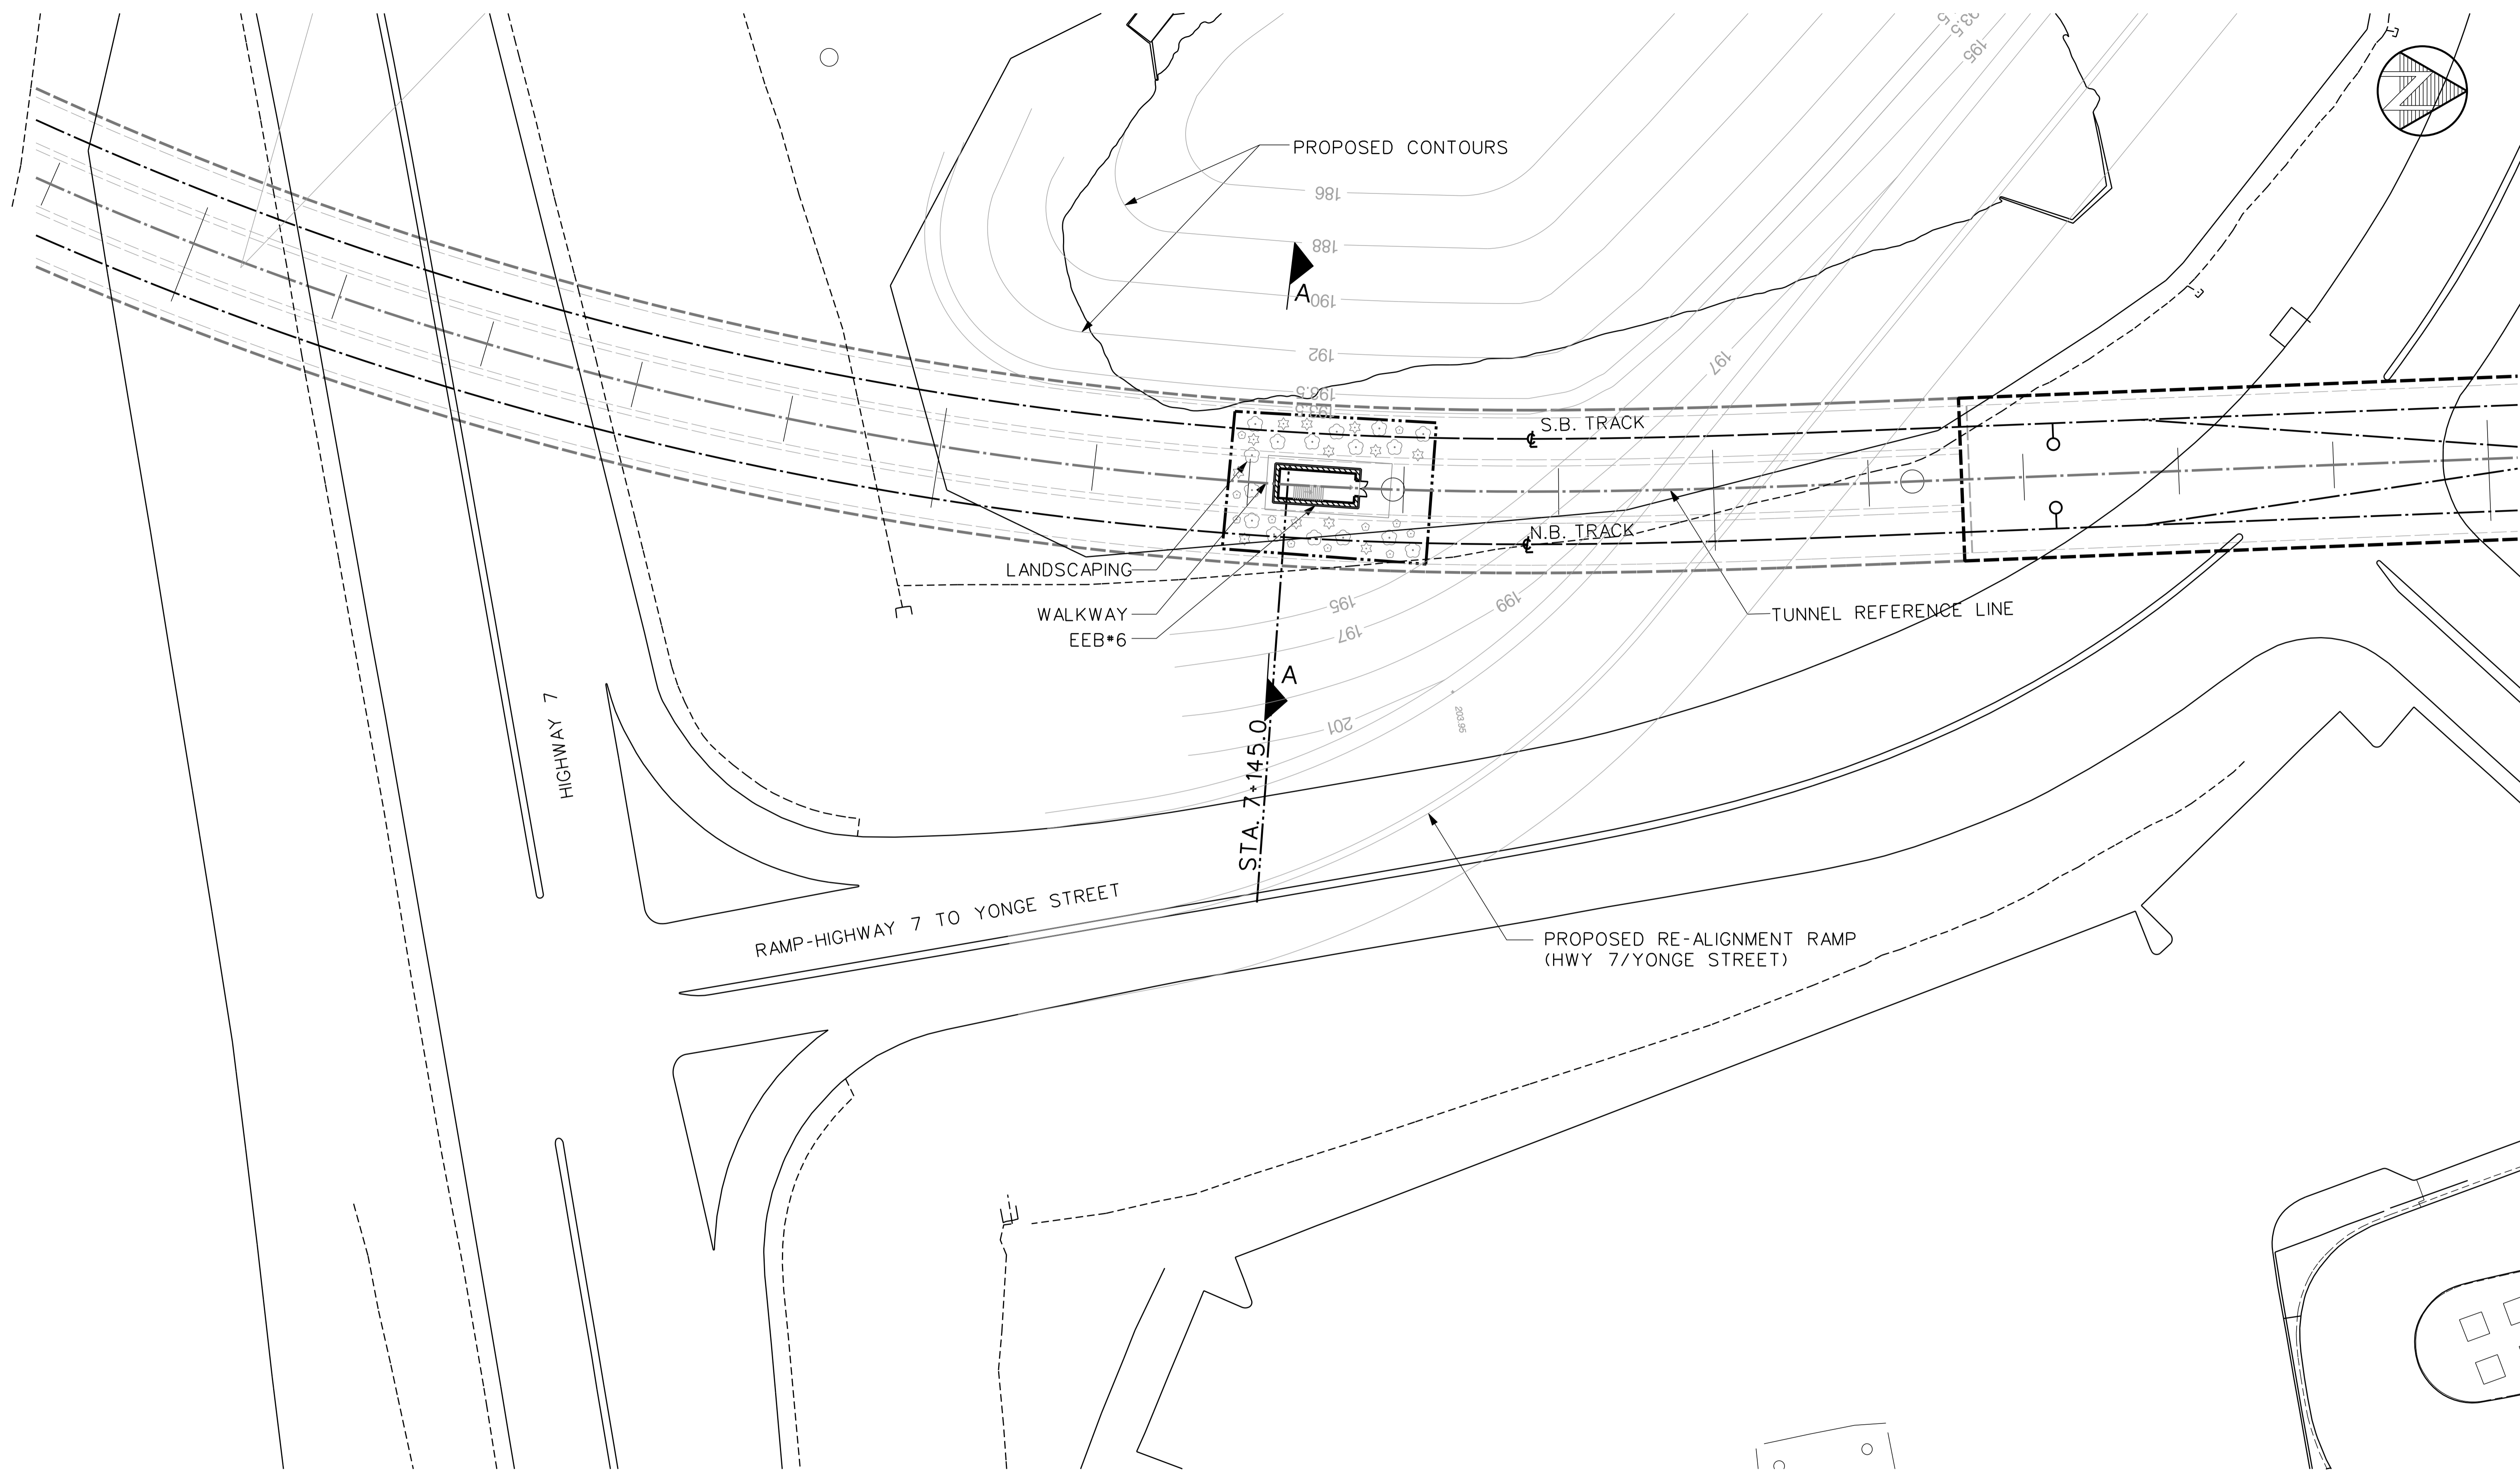 195
PROPOSED CONTOURS
186
188
A
190
192
197
193.5
S.B. TRACK
N.B. TRACK
LANDSCAPING
WALKWAY
EEB#6
195
197
199
201
203.95
TUNNEL REFERENCE LINE
A
STA. 7+145.0
HIGHWAY 7
RAMP-HIGHWAY 7 TO YONGE STREET
PROPOSED RE-ALIGNMENT RAMP
(HWY 7/YONGE STREET)
N